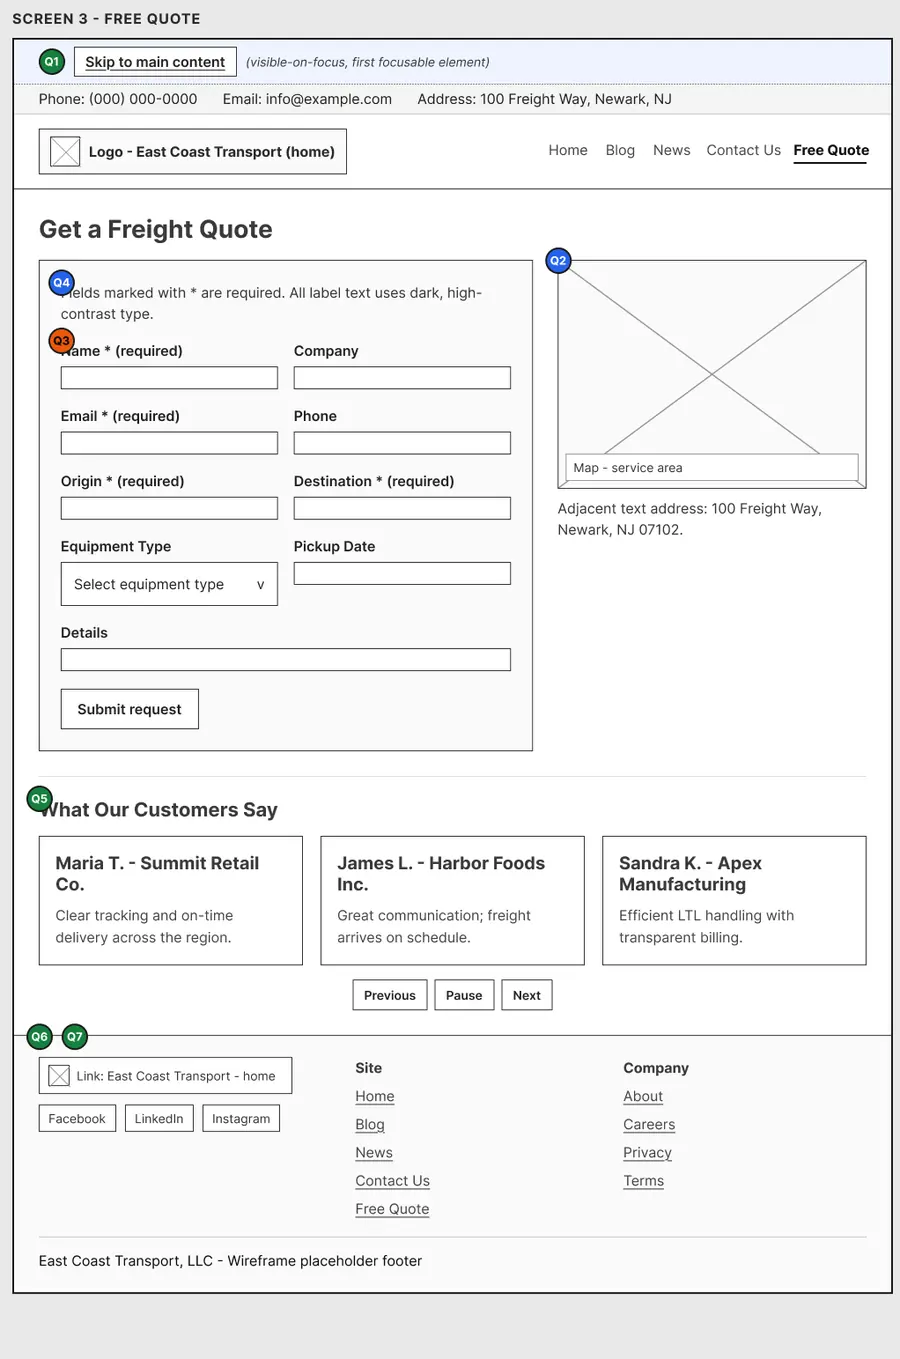 SCREEN 3 - FREE QUOTE
Q1
Skip to main content
(visible-on-focus, first focusable element)
Phone: (000) 000-0000
Email: info@example.com
Address: 100 Freight Way, Newark, NJ
Logo - East Coast Transport (home)
Home
Blog
News
Contact Us
Free Quote
Get a Freight Quote
Q4
Fields marked with * are required. All label text uses dark, high-
contrast type.
Q3
Name * (required)
Company
Email * (required)
Phone
Origin * (required)
Destination * (required)
Equipment Type
Pickup Date
Select equipment type
v
Details
Submit request
Q2
Map - service area
Adjacent text address: 100 Freight Way,
Newark, NJ 07102.
Q5
What Our Customers Say
Maria T. - Summit Retail
Co.
Clear tracking and on-time
delivery across the region.
James L. - Harbor Foods
Inc.
Great communication; freight
arrives on schedule.
Sandra K. - Apex
Manufacturing
Efficient LTL handling with
transparent billing.
Previous
Pause
Next
Q6
Q7
Link: East Coast Transport - home
Facebook
LinkedIn
Instagram
Site
Home
Blog
News
Contact Us
Free Quote
Company
About
Careers
Privacy
Terms
East Coast Transport, LLC - Wireframe placeholder footer